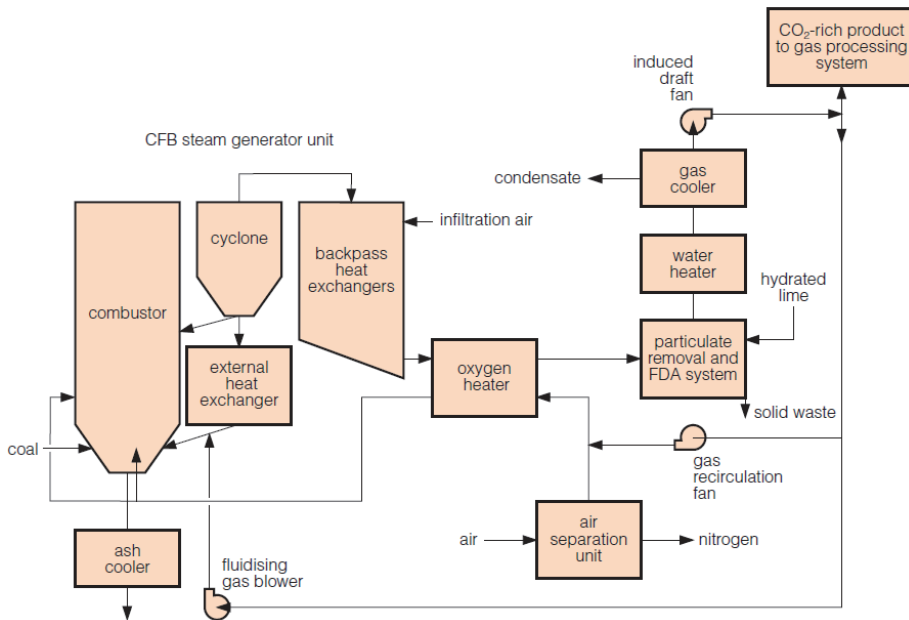 CO₂-rich product
to gas processing
system
induced
draft
fan
CFB steam generator unit
condensate
gas
cooler
infiltration air
cyclone
backpass
heat
exchangers
water
heater
hydrated
lime
combustor
particulate
removal and
FDA system
external
heat
exchanger
oxygen
heater
solid waste
coal
gas
recirculation
fan
air
air
separation
unit
nitrogen
ash
cooler
fluidising
gas blower